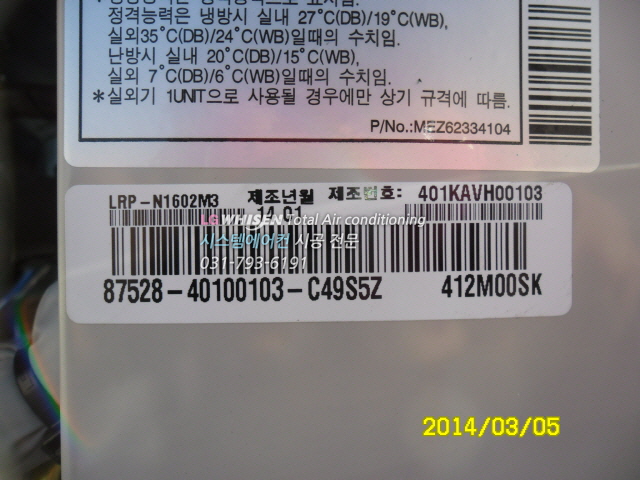 정격능력은 냉방시 실내 27°C(DB)/19°C(WB),
실외35°C(DB)/24°C(WB)일때의 수치임.
난방시 실내 20°C(DB)/15°C(WB),
실외 7°C(DB)/6°C(WB)일때의 수치임.
*실외기 1UNIT으로 사용될 경우에만 상기 규격에 따름.
P/No.:MEZ62334104
LRP-N1602M3 제조년월 제조번호: 401KAVH00103
14.01
LG WHISEN Total Air conditioning
시스템에어컨 시공 전문
031-793-6191
87528-40100103-C49S5Z 412M00SK
2014/03/05